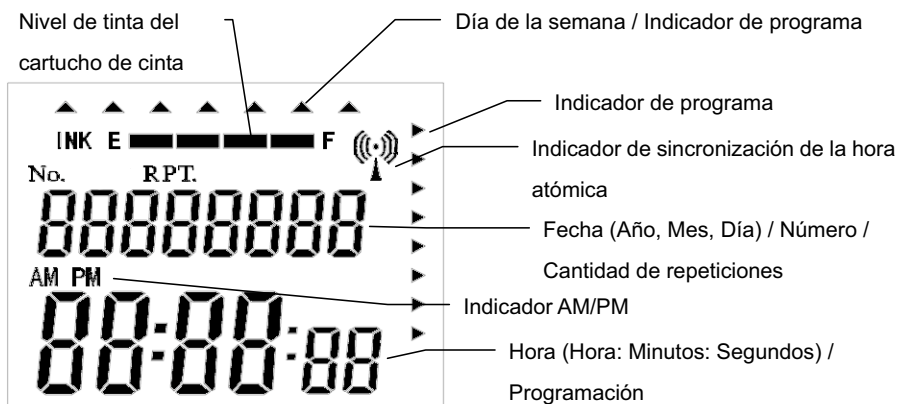 Nivel de tinta del
cartucho de cinta
Día de la semana / Indicador de programa
Indicador de programa
INK E F
Indicador de sincronización de la hora
atómica
No. RPT.
88888888
Fecha (Año, Mes, Día) / Número /
Cantidad de repeticiones
AM PM
Indicador AM/PM
88:88:88
Hora (Hora: Minutos: Segundos) /
Programación